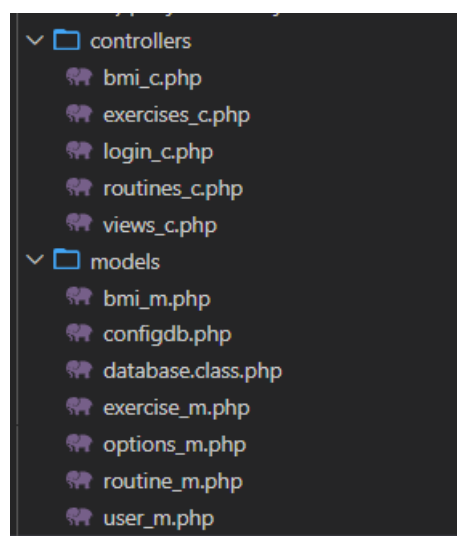 controllers
bmi_c.php
exercises_c.php
login_c.php
routines_c.php
views_c.php
models
bmi_m.php
configdb.php
database.class.php
exercise_m.php
options_m.php
routine_m.php
user_m.php